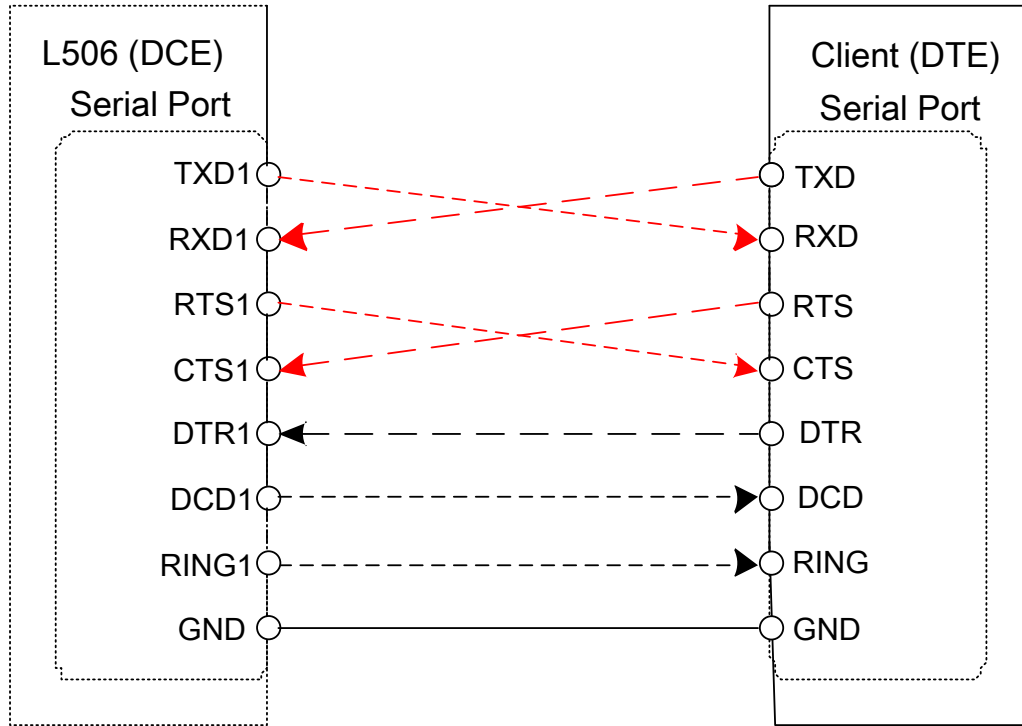 L506 (DCE)
Serial Port
TXD1
RXD1
RTS1
CTS1
DTR1
DCD1
RING1
GND
Client (DTE)
Serial Port
TXD
RXD
RTS
CTS
DTR
DCD
RING
GND